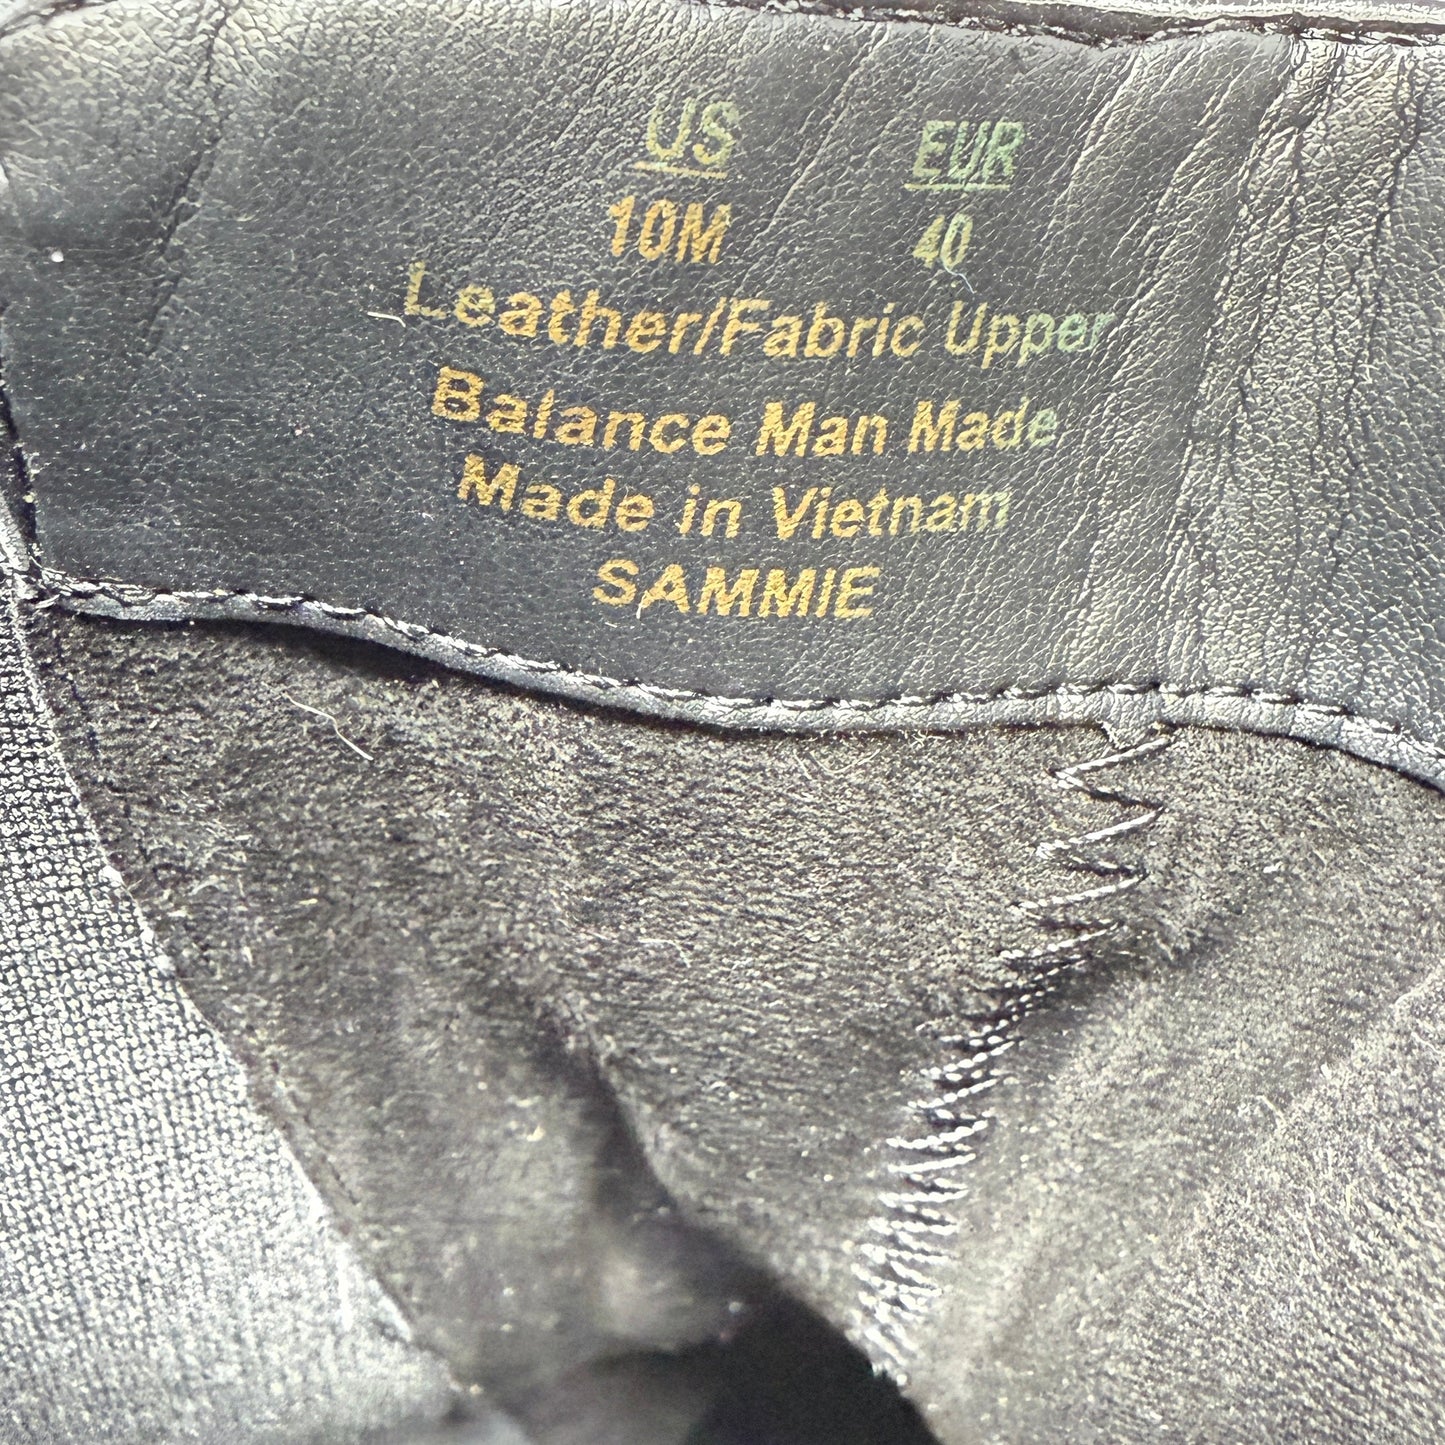 US EUR
10M 40
Leather/Fabric Upper
Balance Man Made
Made in Vietnam
SAMMIE